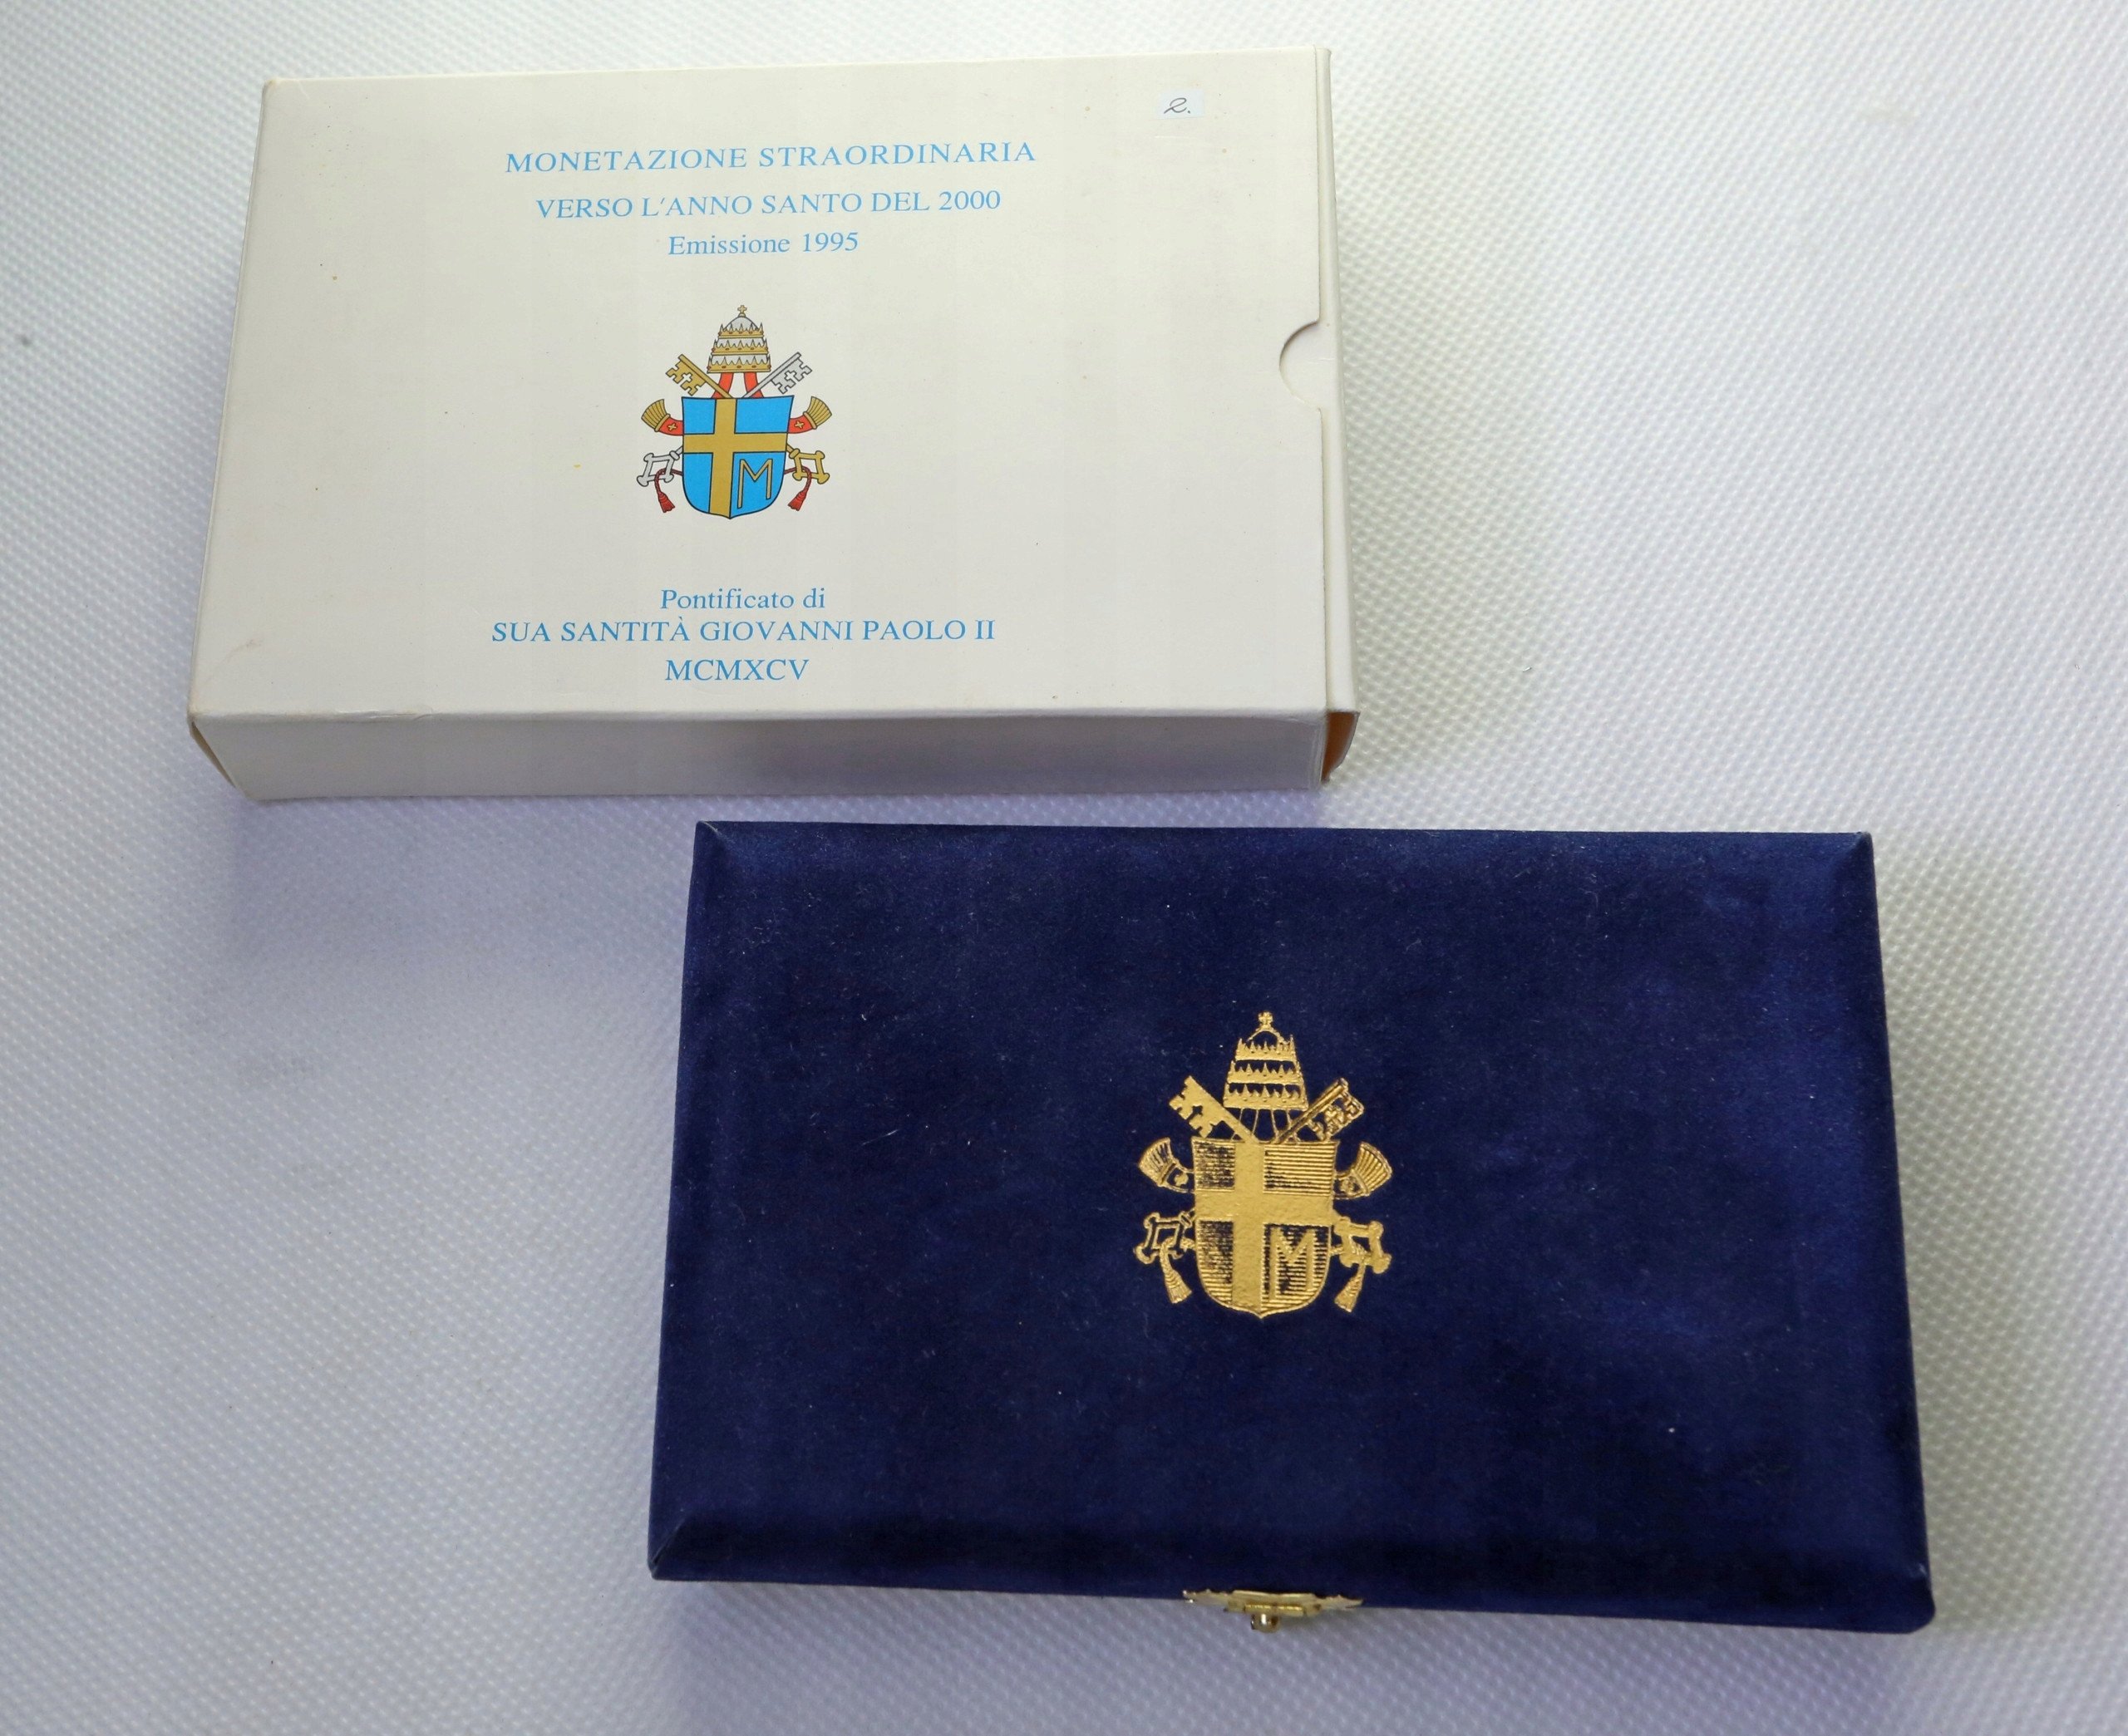 2.
MONETAZIONE STRAORDINARIA
VERSO L'ANNO SANTO DEL 2000
Emissione 1995
M
Pontificato di
SUA SANTITÀ GIOVANNI PAOLO II
MCMXCV
M